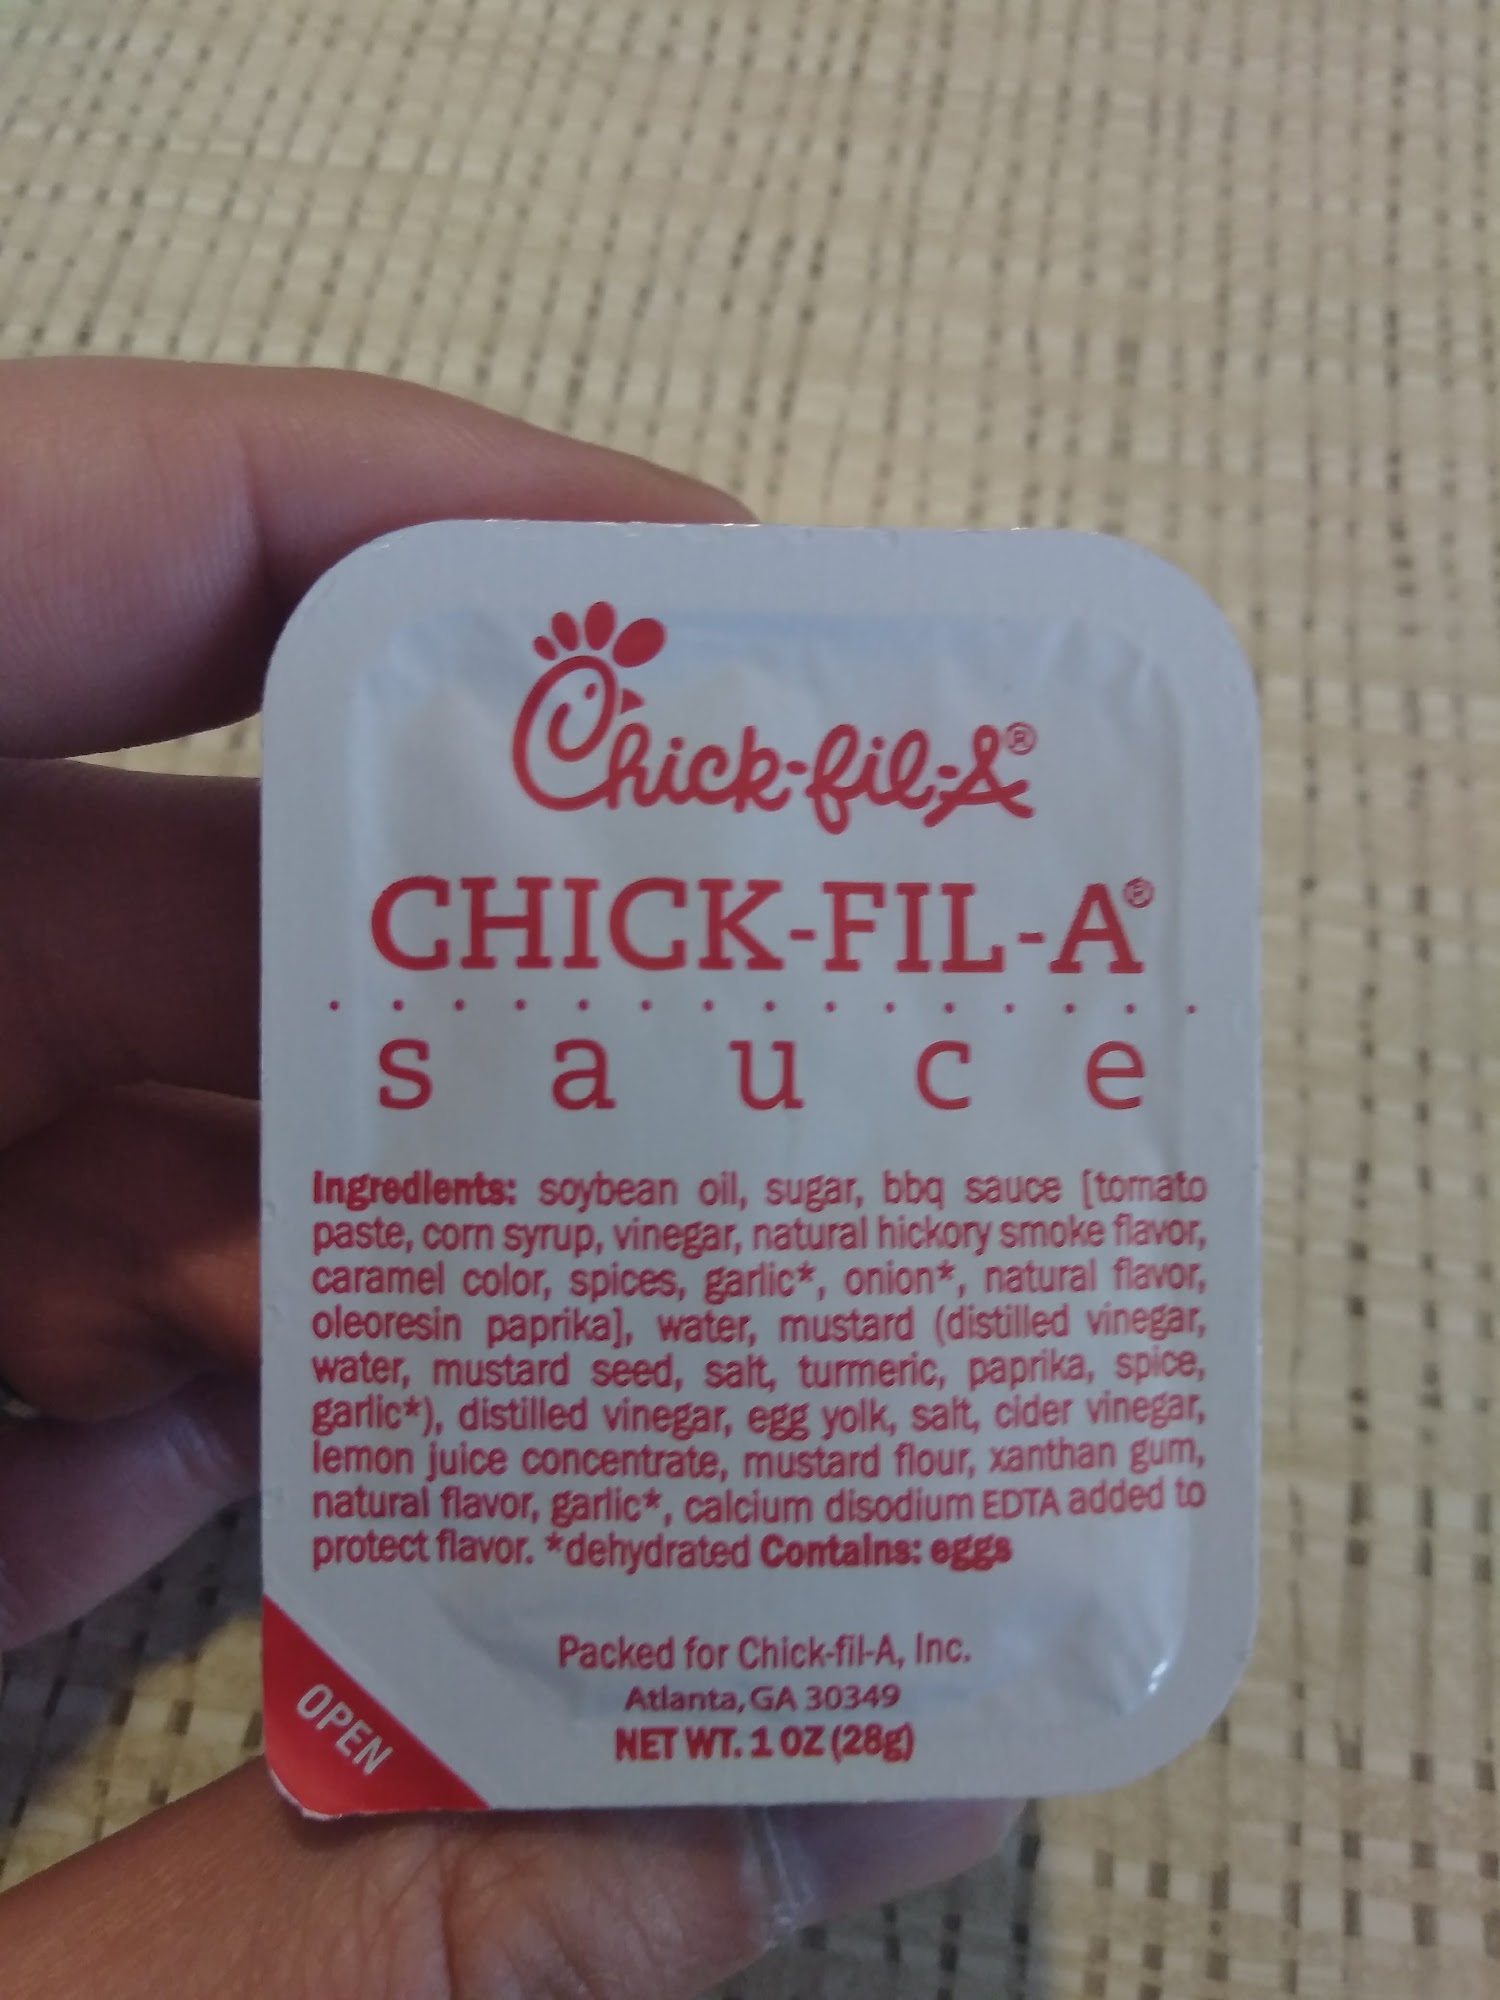 Chick-fil-A®
CHICK-FIL-A®
sauce
Ingredients: soybean oil, sugar, bbq sauce [tomato
paste, corn syrup, vinegar, natural hickory smoke flavor,
caramel color, spices, garlic*, onion*, natural flavor,
oleoresin paprika], water, mustard (distilled vinegar,
water, mustard seed, salt, turmeric, paprika, spice,
garlic*), distilled vinegar, egg yolk, salt, cider vinegar,
lemon juice concentrate, mustard flour, xanthan gum,
natural flavor, garlic*, calcium disodium EDTA added to
protect flavor. *dehydrated Contains: eggs
Packed for Chick-fil-A, Inc.
Atlanta, GA 30349
NET WT. 1 OZ (28g)
OPEN